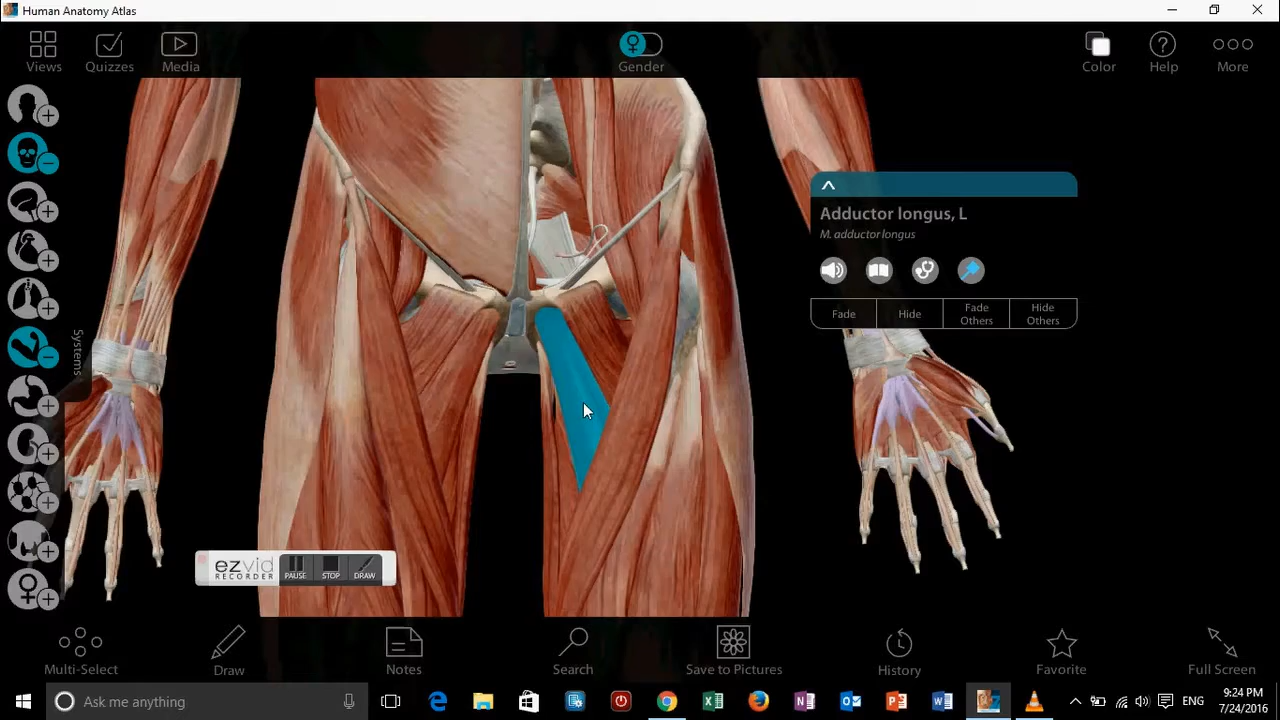 Human Anatomy Atlas
Views
Quizzes
Media
Gender
Color
Help
More
Systems
Adductor longus, L
M. adductor longus
Fade
Hide
Fade
Others
Hide
Others
ezvid
RECORDER
PAUSE
STOP
DRAW
Multi-Select
Draw
Notes
Search
Save to Pictures
History
Favorite
Full Screen
Ask me anything
ENG
9:24 PM
7/24/2016